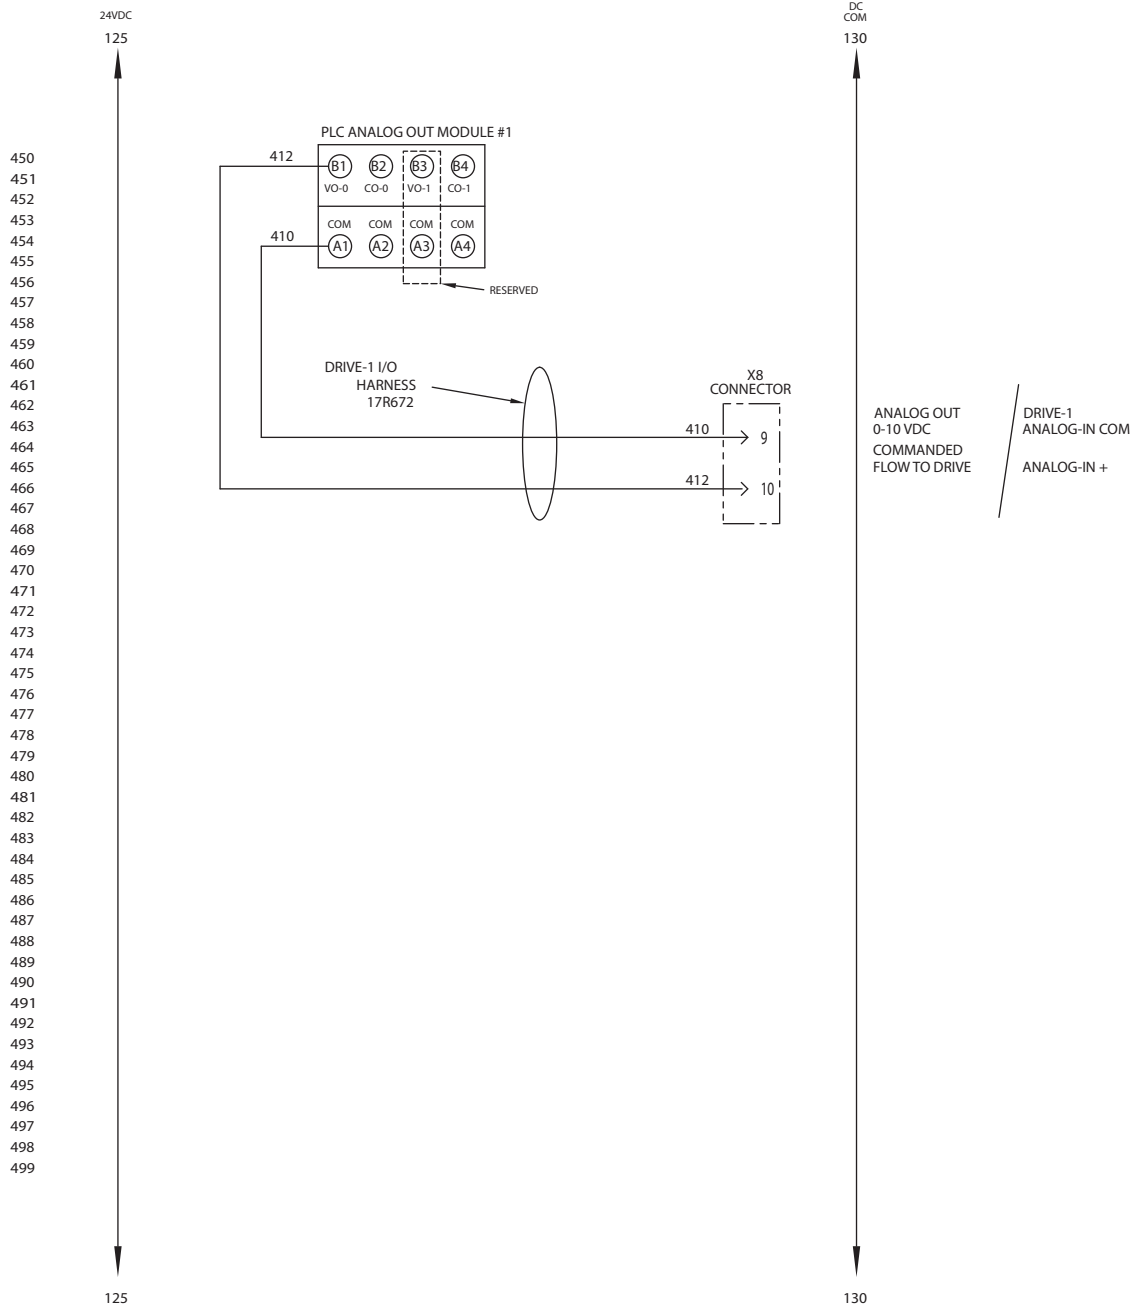 24VDC
DC
COM
125
130
PLC ANALOG OUT MODULE #1
450
412
B1
B2
B3
B4
451
VO-0
CO-0
VO-1
CO-1
452
453
COM
COM
COM
COM
454
410
A1
A2
A3
A4
455
456
RESERVED
457
458
459
460
DRIVE-1 I/O
HARNESS
17R672
461
X8
CONNECTOR
462
463
410
9
ANALOG OUT
0-10 VDC
COMMANDED
FLOW TO DRIVE
DRIVE-1
ANALOG-IN COM
ANALOG-IN +
464
465
466
412
10
467
468
469
470
471
472
473
474
475
476
477
478
479
480
481
482
483
484
485
486
487
488
489
490
491
492
493
494
495
496
497
498
499
125
130